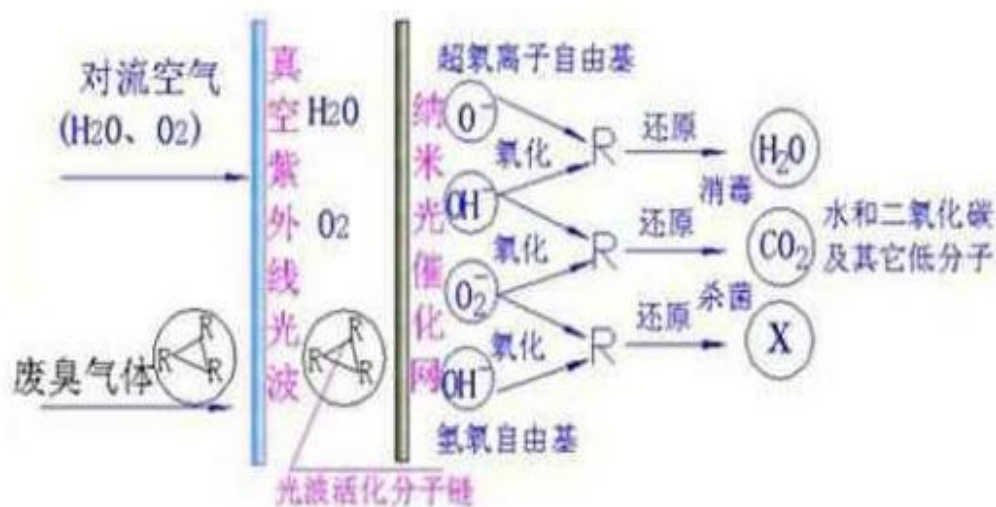 对流空气
(H2O、O2)
废臭气体
R
R
R
真空紫外线光波
H2O
O2
R
R
R
光波活化分子链
纳米光催化网
超氧离子自由基
O⁻
OH⁻
O₂⁻
OH⁻
氢氧自由基
氧化
氧化
氧化
R
R
R
还原
还原
还原
消毒
杀菌
H₂O
CO₂
X
水和二氧化碳
及其它低分子